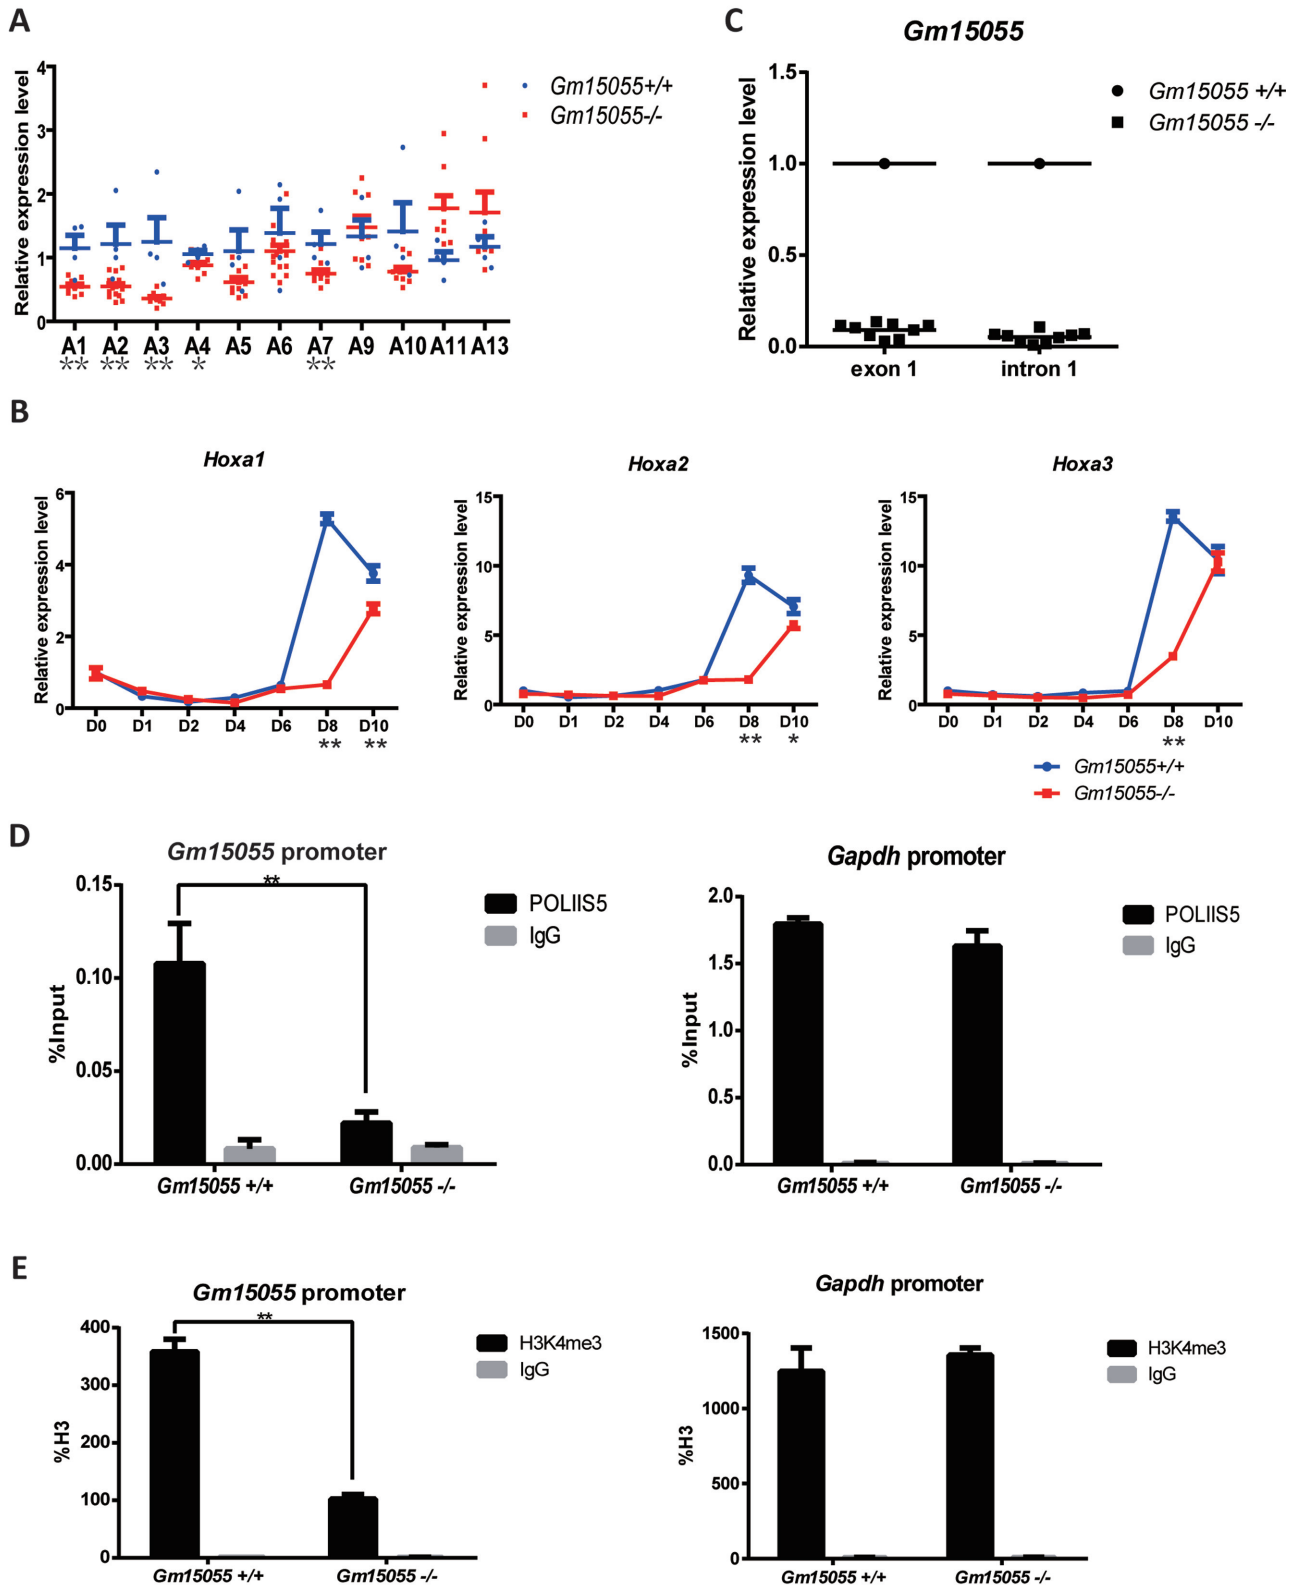 A
Relative expression level
4
3
2
1
0
Gm15055+/+
Gm15055-/-
A1 A2 A3 A4 A5 A6 A7 A9 A10 A11 A13
** ** ** * **
C
Gm15055
Relative expression level
1.5
1.0
0.5
0.0
Gm15055 +/+
Gm15055 -/-
exon 1 intron 1
B
Hoxa1
Relative expression level
6
4
2
0
D0 D1 D2 D4 D6 D8 D10
** **
Hoxa2
Relative expression level
15
10
5
0
D0 D1 D2 D4 D6 D8 D10
** *
Hoxa3
Relative expression level
15
10
5
0
D0 D1 D2 D4 D6 D8 D10
**
Gm15055+/+
Gm15055-/-
D
Gm15055 promoter
%Input
0.15
0.10
0.05
0.00
**
POLIIS5
IgG
Gm15055 +/+ Gm15055 -/-
Gapdh promoter
%Input
2.0
1.5
1.0
0.5
0.0
POLIIS5
IgG
Gm15055 +/+ Gm15055 -/-
E
Gm15055 promoter
%H3
400
300
200
100
0
**
H3K4me3
IgG
Gm15055 +/+ Gm15055 -/-
Gapdh promoter
%H3
1500
1000
500
0
H3K4me3
IgG
Gm15055 +/+ Gm15055 -/-